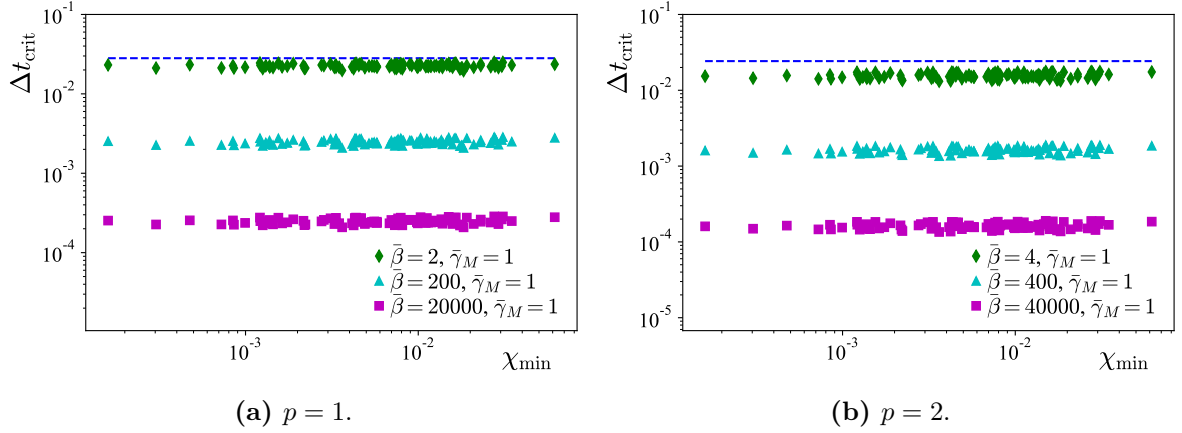 10⁻¹
Δt_crit
10⁻²
10⁻³
10⁻⁴
β̄ = 2, γ̄_M = 1
β̄ = 200, γ̄_M = 1
β̄ = 20000, γ̄_M = 1
10⁻³
10⁻²
χ_min
(a) p = 1.
10⁻¹
Δt_crit
10⁻²
10⁻³
10⁻⁴
10⁻⁵
β̄ = 4, γ̄_M = 1
β̄ = 400, γ̄_M = 1
β̄ = 40000, γ̄_M = 1
10⁻³
10⁻²
χ_min
(b) p = 2.